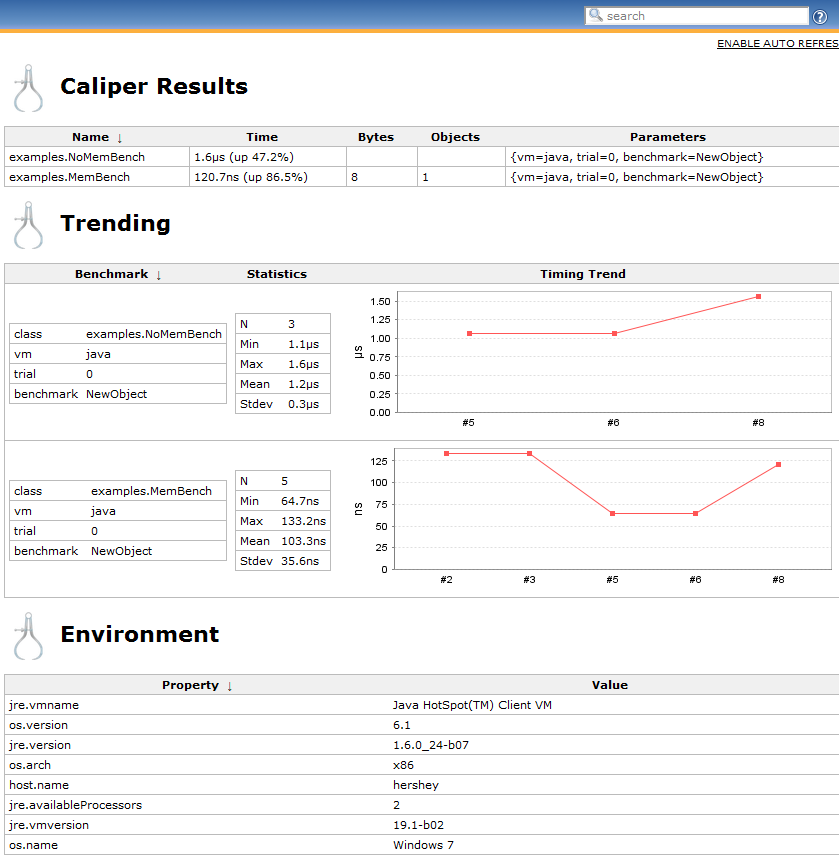 search
ENABLE AUTO REFRES
Caliper Results
Name ↓ Time Bytes Objects Parameters
examples.NoMemBench 1.6µs (up 47.2%) {vm=java, trial=0, benchmark=NewObject}
examples.MemBench 120.7ns (up 86.5%) 8 1 {vm=java, trial=0, benchmark=NewObject}
Trending
Benchmark ↓ Statistics Timing Trend
class examples.NoMemBench
vm java
trial 0
benchmark NewObject
N 3
Min 1.1µs
Max 1.6µs
Mean 1.2µs
Stdev 0.3µs
µs
1.50
1.25
1.00
0.75
0.50
0.25
0.00
#5 #6 #8
class examples.MemBench
vm java
trial 0
benchmark NewObject
N 5
Min 64.7ns
Max 133.2ns
Mean 103.3ns
Stdev 35.6ns
ns
125
100
75
50
25
0
#2 #3 #5 #6 #8
Environment
Property ↓ Value
jre.vmname Java HotSpot(TM) Client VM
os.version 6.1
jre.version 1.6.0_24-b07
os.arch x86
host.name hershey
jre.availableProcessors 2
jre.vmversion 19.1-b02
os.name Windows 7